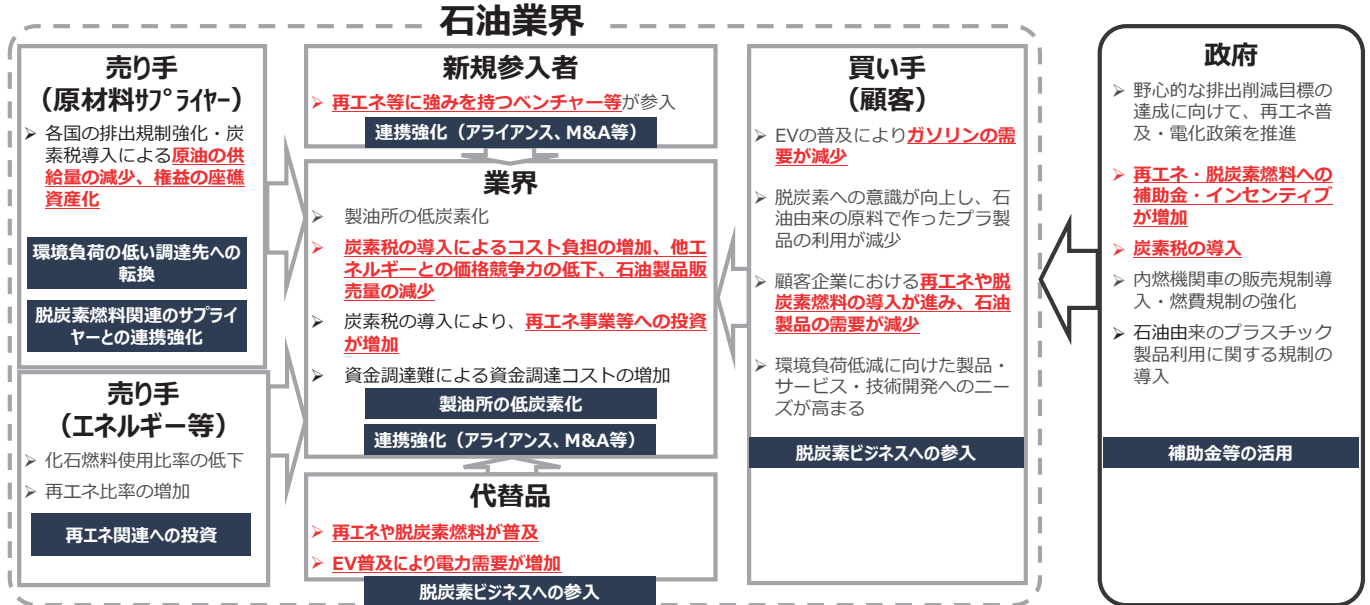 石油業界
売り手
（原材料ｻﾌﾟﾗｲﾔｰ）
➢ 各国の排出規制強化・炭
素税導入による原油の供
給量の減少、権益の座礁
資産化
環境負荷の低い調達先への
転換
脱炭素燃料関連のサプライ
ヤーとの連携強化
売り手
（エネルギー等）
➢ 化石燃料使用比率の低下
➢ 再エネ比率の増加
再エネ関連への投資
新規参入者
➢ 再エネ等に強みを持つベンチャー等が参入
連携強化（アライアンス、M&A等）
業界
➢ 製油所の低炭素化
➢ 炭素税の導入によるコスト負担の増加、他エ
ネルギーとの価格競争力の低下、石油製品販
売量の減少
➢ 炭素税の導入により、再エネ事業等への投資
が増加
➢ 資金調達難による資金調達コストの増加
製油所の低炭素化
連携強化（アライアンス、M&A等）
代替品
➢ 再エネや脱炭素燃料が普及
➢ EV普及により電力需要が増加
脱炭素ビジネスへの参入
買い手
（顧客）
➢ EVの普及によりガソリンの需
要が減少
➢ 脱炭素への意識が向上し、石
油由来の原料で作ったプラ製
品の利用が減少
➢ 顧客企業における再エネや脱
炭素燃料の導入が進み、石油
製品の需要が減少
➢ 環境負荷低減に向けた製品・
サービス・技術開発へのニー
ズが高まる
脱炭素ビジネスへの参入
政府
➢ 野心的な排出削減目標の
達成に向けて、再エネ普
及・電化政策を推進
➢ 再エネ・脱炭素燃料への
補助金・インセンティブ
が増加
➢ 炭素税の導入
➢ 内燃機関車の販売規制導
入・燃費規制の強化
➢ 石油由来のプラスチック
製品利用に関する規制の
導入
補助金等の活用